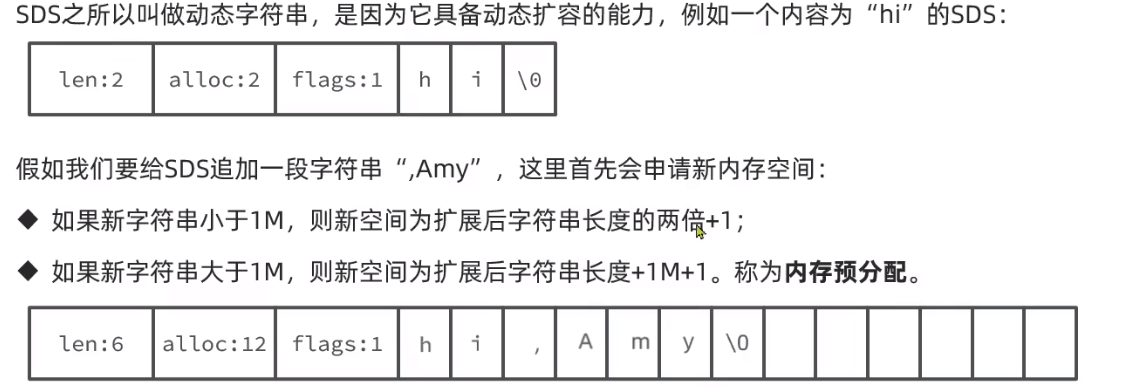 SDS之所以叫做动态字符串，是因为它具备动态扩容的能力，例如一个内容为“hi”的SDS：
len:2 alloc:2 flags:1 h i \0
假如我们要给SDS追加一段字符串“,Amy”，这里首先会申请新内存空间：
◆ 如果新字符串小于1M，则新空间为扩展后字符串长度的两倍+1；
◆ 如果新字符串大于1M，则新空间为扩展后字符串长度+1M+1。称为内存预分配。
len:6 alloc:12 flags:1 h i , A m y \0